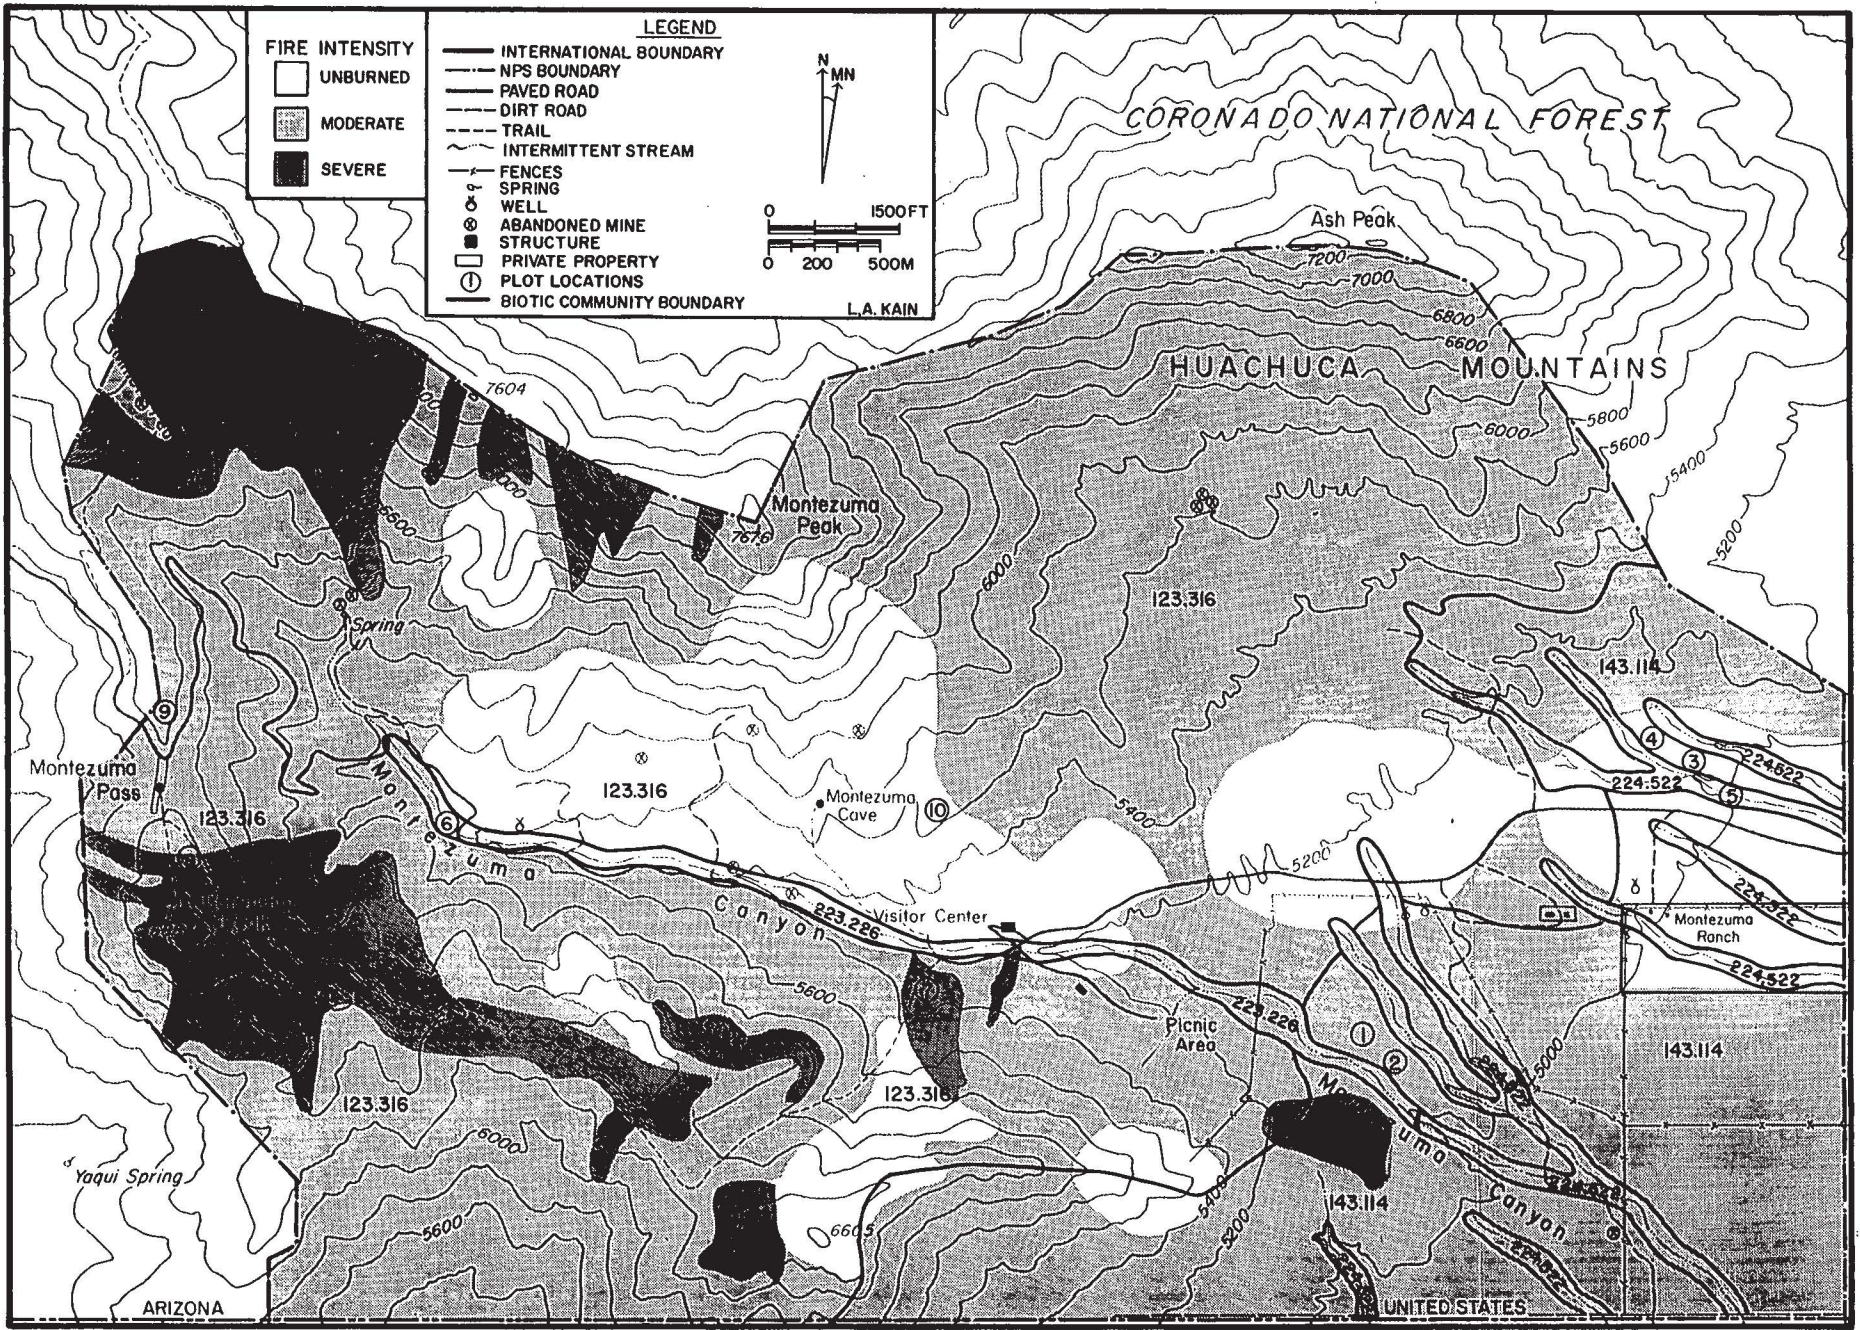 FIRE INTENSITY
UNBURNED
MODERATE
SEVERE
LEGEND
INTERNATIONAL BOUNDARY
NPS BOUNDARY
PAVED ROAD
DIRT ROAD
TRAIL
INTERMITTENT STREAM
FENCES
SPRING
WELL
ABANDONED MINE
STRUCTURE
PRIVATE PROPERTY
PLOT LOCATIONS
BIOTIC COMMUNITY BOUNDARY
N
MN
0 1500 FT
0 200 500M
L.A. KAIN
CORONADO NATIONAL FOREST
Ash Peak
7200
7000
6800
6600
HUACHUCA MOUNTAINS
7604
5800
6000
5600
5400
5200
Montezuma
Peak
7676
6600
6000
123.316
Spring
143.114
9
4
3
224.522
224.522
5
Montezuma
Pass
123.316
123.316
Montezuma
Cave
10
5400
6
5200
Montezuma
Canyon
223.226
Visitor Center
224.522
Montezuma
Ranch
224.522
5600
223.226
Picnic
Area
1
2
5000
143.114
123.316
123.316
6000
Yaqui Spring
5600
6605
5400
5200
143.114
Canyon
224.522
ARIZONA
UNITED STATES